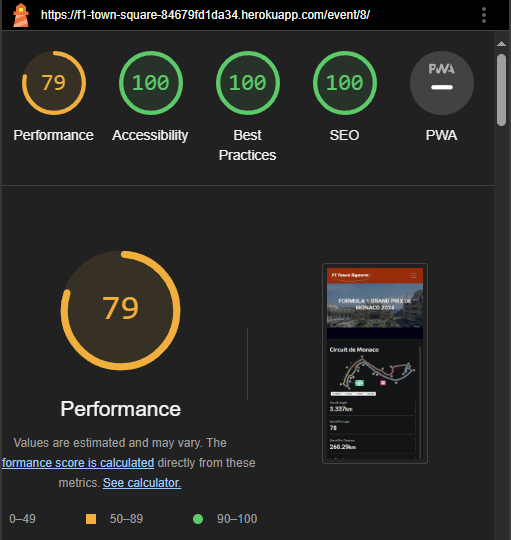 https://f1-town-square-84679fd1da34.herokuapp.com/event/8/
79 100 100 100 PWA
Performance Accessibility Best Practices SEO PWA
79
Performance
Values are estimated and may vary. The
formance score is calculated directly from these
metrics. See calculator.
0–49 50–89 90–100
F1 Town Square
FORMULA 1 GRAND PRIX DE
MONACO 2024
Circuit de Monaco
3.337km
78
260.29km